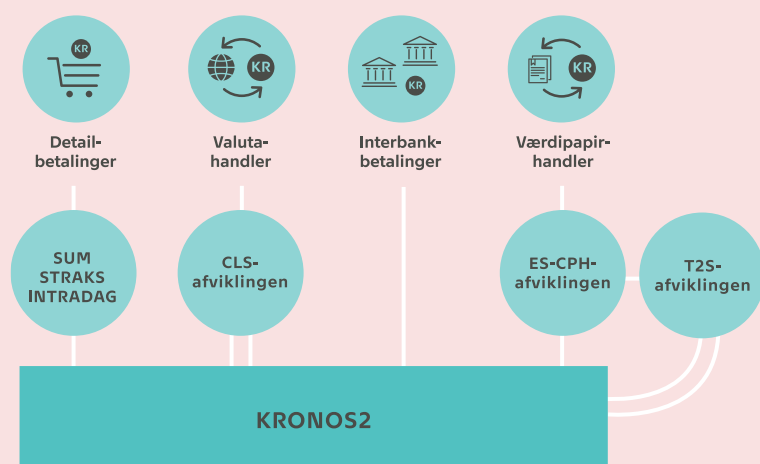 KR
KR
KR
KR
Detail-
betalinger
Valuta-
handler
Interbank-
betalinger
Værdipapir-
handler
SUM
STRAKS
INTRADAG
CLS-
afviklingen
ES-CPH-
afviklingen
T2S-
afviklingen
KRONOS2